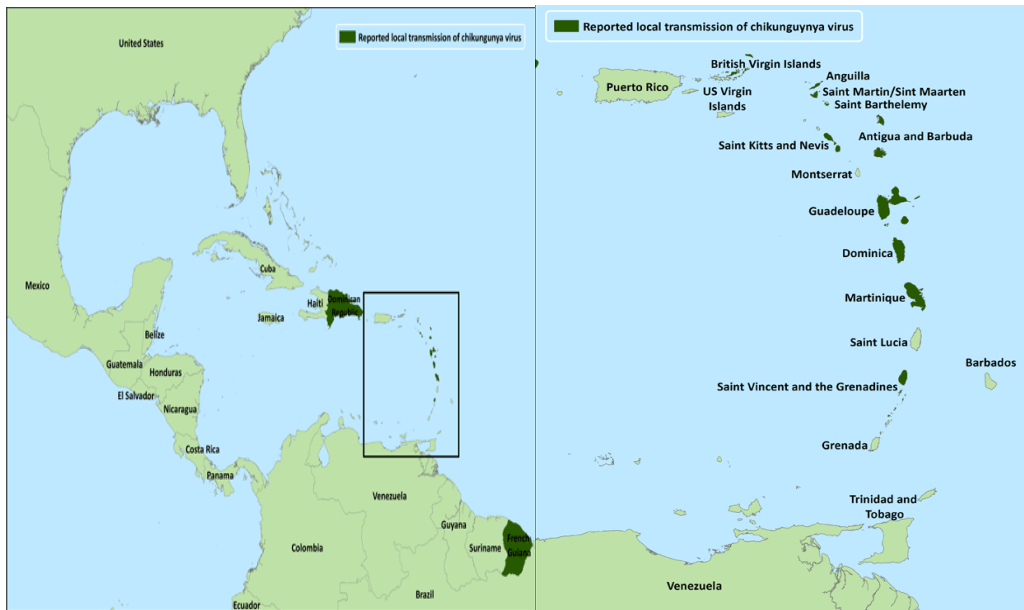 Reported local transmission of chikungunya virus
United States
Mexico
Cuba
Haiti
Dominican
Republic
Jamaica
Belize
Guatemala
Honduras
El Salvador
Nicaragua
Costa Rica
Panama
Venezuela
Guyana
Colombia
Suriname
French
Guiana
Ecuador
Brazil
Reported local transmission of chikunguynya virus
British Virgin Islands
Puerto Rico
US Virgin
Islands
Anguilla
Saint Martin/Sint Maarten
Saint Barthelemy
Antigua and Barbuda
Saint Kitts and Nevis
Montserrat
Guadeloupe
Dominica
Martinique
Saint Lucia
Barbados
Saint Vincent and the Grenadines
Grenada
Trinidad and
Tobago
Venezuela